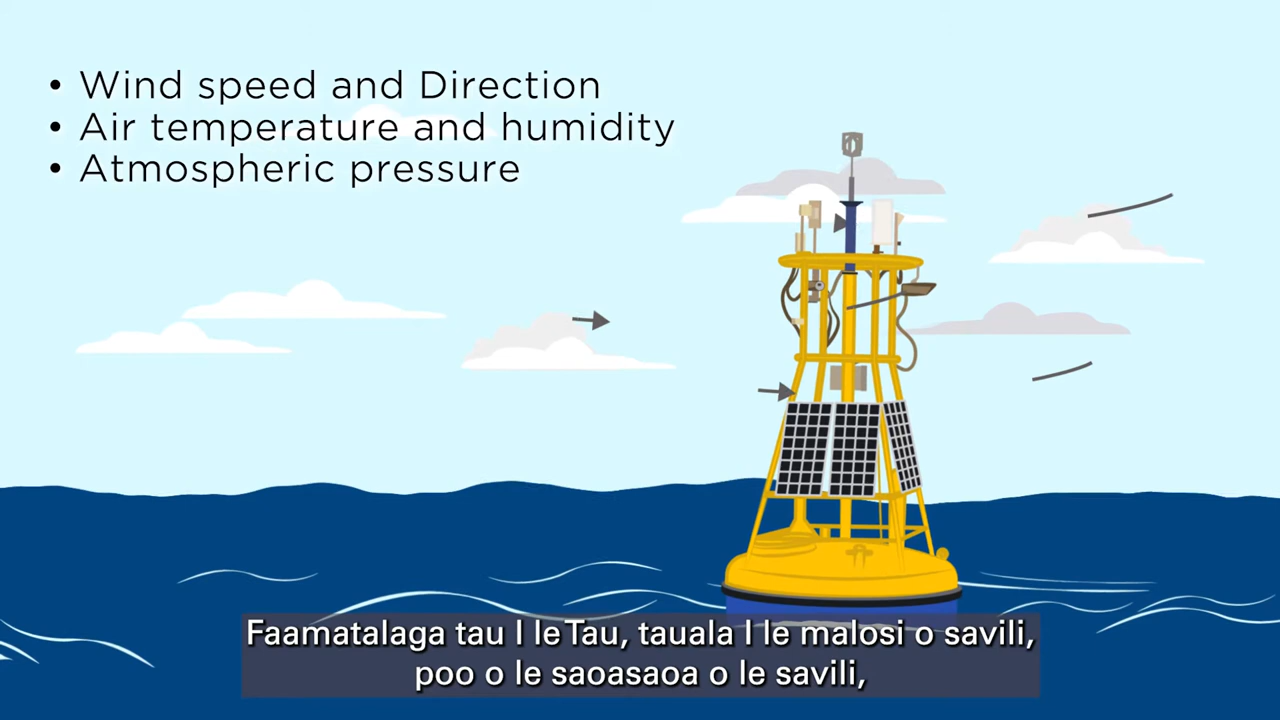 • Wind speed and Direction
• Air temperature and humidity
• Atmospheric pressure
Faamatalaga tau I le Tau, tauala I le malosi o savili,
poo o le saoasaoa o le savili,